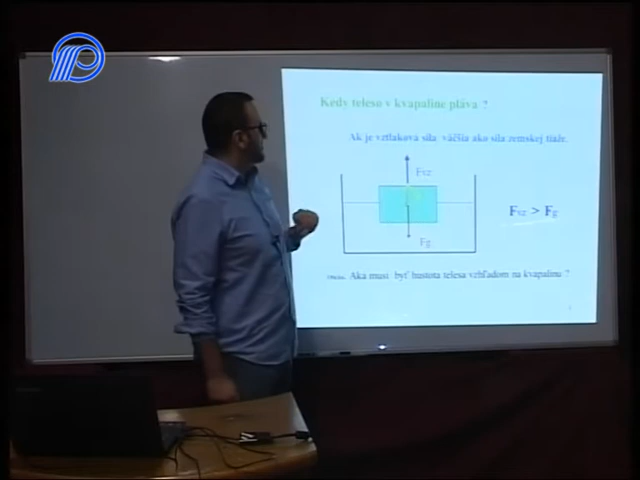 Kedy teleso v kvapaline pláva ?
Ak je vztlaková sila väčšia ako sila zemskej tiaže.
Fvz
Fvz > Fg
Fg
Aká musí byť hustota telesa vzhľadom na kvapalinu ?